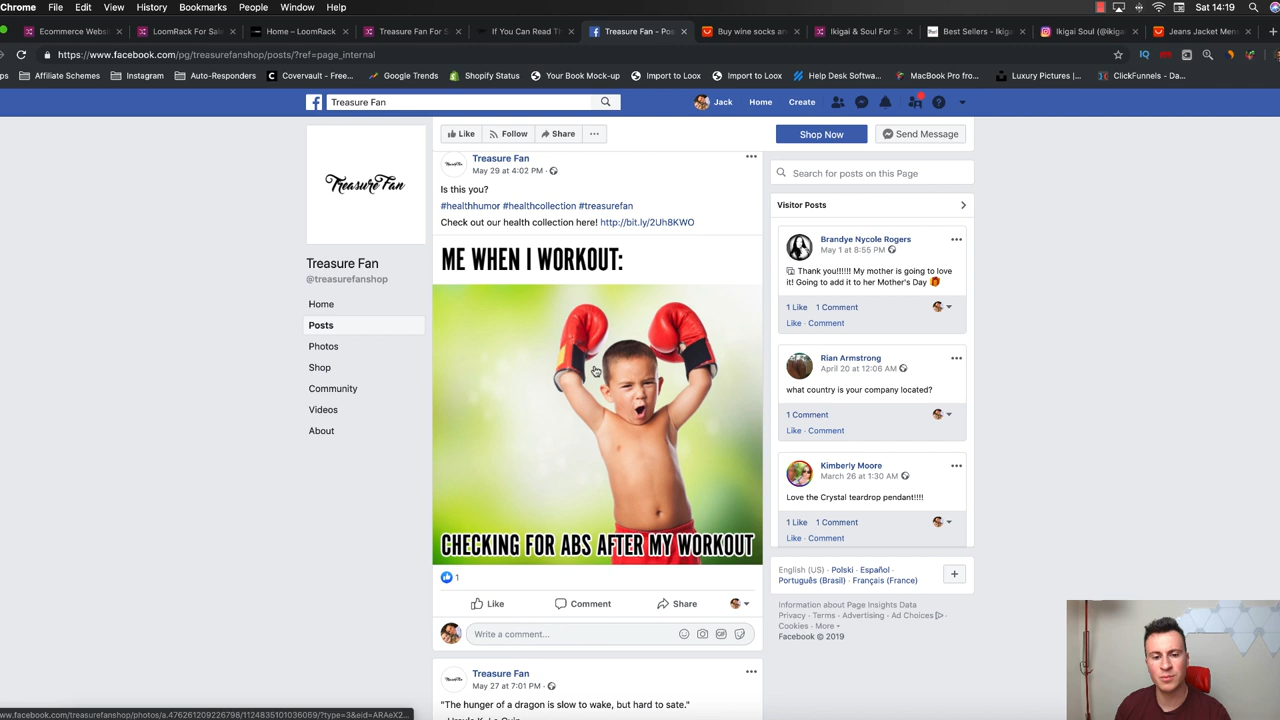 Chrome File Edit View History Bookmarks People Window Help Sat 14:19
Ecommerce Websi LoomRack For Sale Home – LoomRack Treasure Fan For S If You Can Read Th Treasure Fan - Pos Buy wine socks an Ikigai & Soul For Sa Best Sellers - Ikigai Instagram (@ikiga Jeans Jacket Men
https://www.facebook.com/pg/treasurefanshop/posts/?ref=page_internal
Affiliate Schemes Instagram Auto-Responders Covervault - Free... Google Trends Shopify Status Your Book Mock-up Import to Loox Import to Loox Help Desk Softwa... MacBook Pro fro... Luxury Pictures |... ClickFunnels - Da...
Treasure Fan
Jack Home Create
Like Follow Share ...
Shop Now Send Message
Treasure Fan
Treasure Fan
@treasurefanshop
Home
Posts
Photos
Shop
Community
Videos
About
Treasure Fan
May 29 at 4:02 PM ·
Is this you?
#healthhumor #healthcollection #treasurefan
Check out our health collection here! http://bit.ly/2Uh8KWO
ME WHEN I WORKOUT:
CHECKING FOR ABS AFTER MY WORKOUT
1
Like Comment Share
Write a comment...
GIF
Treasure Fan
May 27 at 7:01 PM ·
"The hunger of a dragon is slow to wake, but hard to sate."
Search for posts on this Page
Visitor Posts
Brandye Nycole Rogers
May 1 at 8:55 PM ·
Thank you!!!!!! My mother is going to love
it! Going to add it to her Mother's Day
1 Like 1 Comment
Like · Comment
Rian Armstrong
April 20 at 12:06 AM ·
what country is your company located?
1 Comment
Like · Comment
Kimberly Moore
March 26 at 1:30 AM ·
Love the Crystal teardrop pendant!!!!
1 Like 1 Comment
Like · Comment
English (US) · Polski · Español ·
Português (Brasil) · Français (France)
Information about Page Insights Data
Privacy · Terms · Advertising · Ad Choices ·
Cookies · More
Facebook © 2019